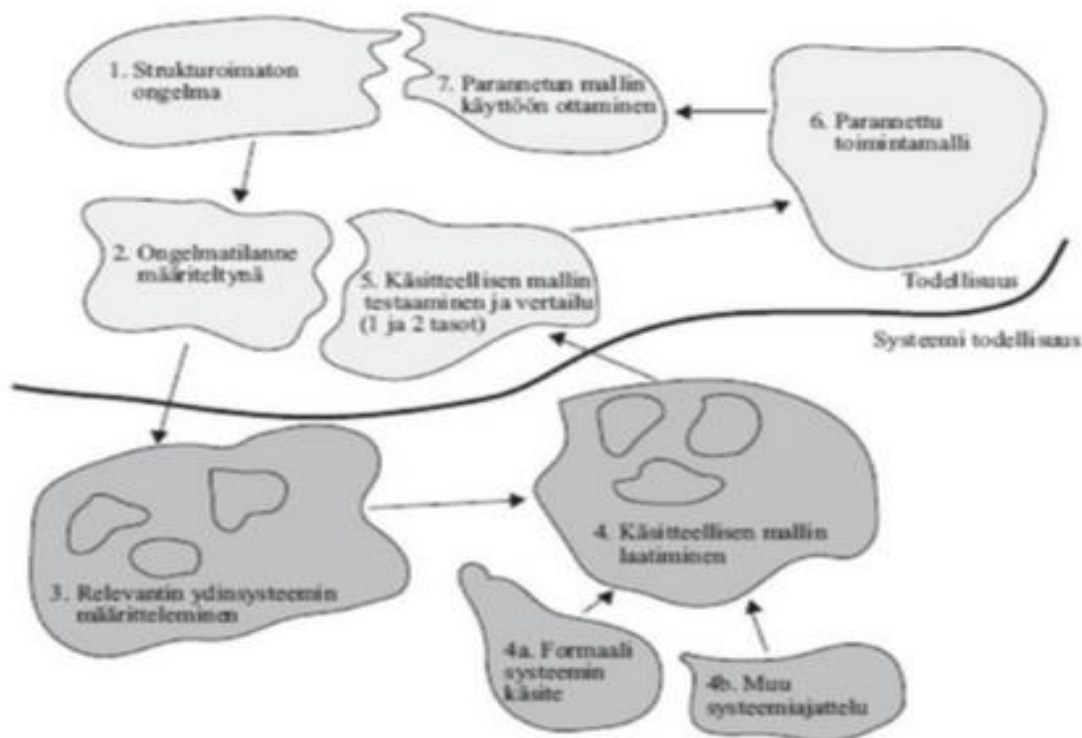 1. Strukturoimaton
ongelma
7. Parannetun mallin
käyttöön ottaminen
6. Parannettu
toimintamalli
2. Ongelmatilanne
määriteltynä
5. Käsitteellisen mallin
testaaminen ja vertailu
(1 ja 2 tasot)
Todellisuus
Systeemi todellisuus
3. Relevantin ydinsysteemin
määritteleminen
4. Käsitteellisen mallin
laatiminen
4a. Formaali
systeemin
käsite
4b. Muu
systeemiajattelu